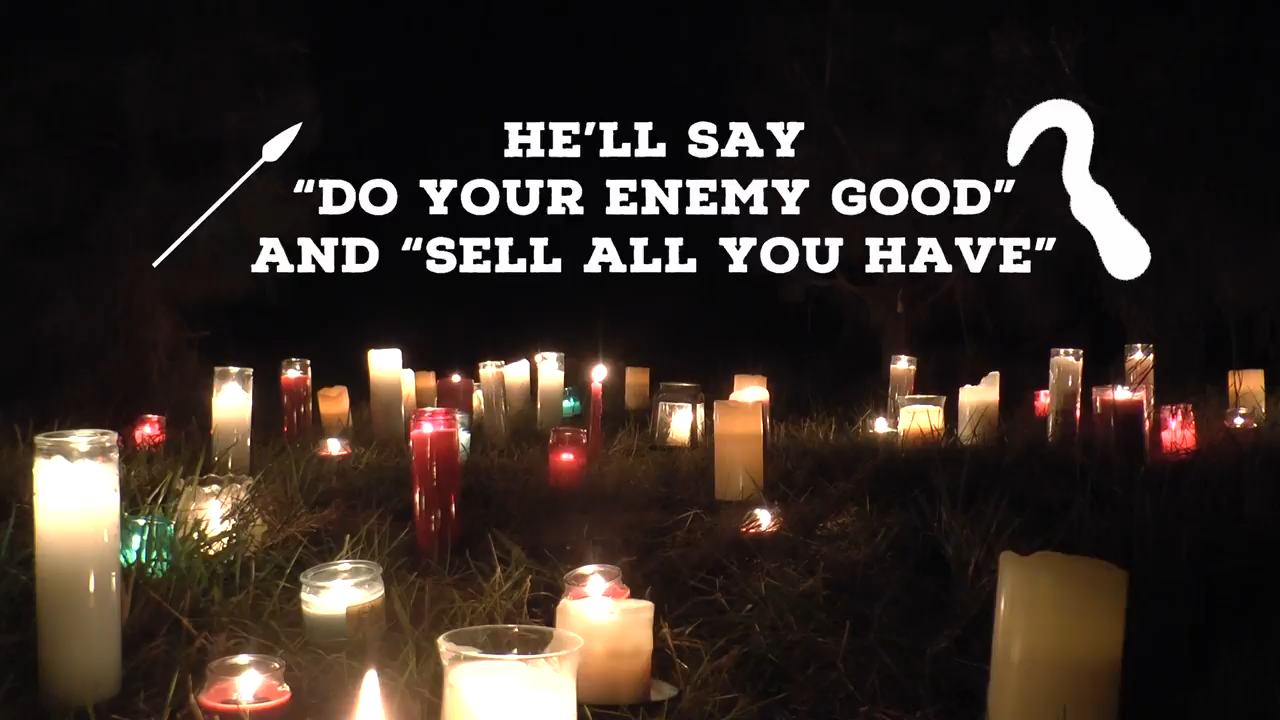 HE’LL SAY
“DO YOUR ENEMY GOOD”
AND “SELL ALL YOU HAVE”